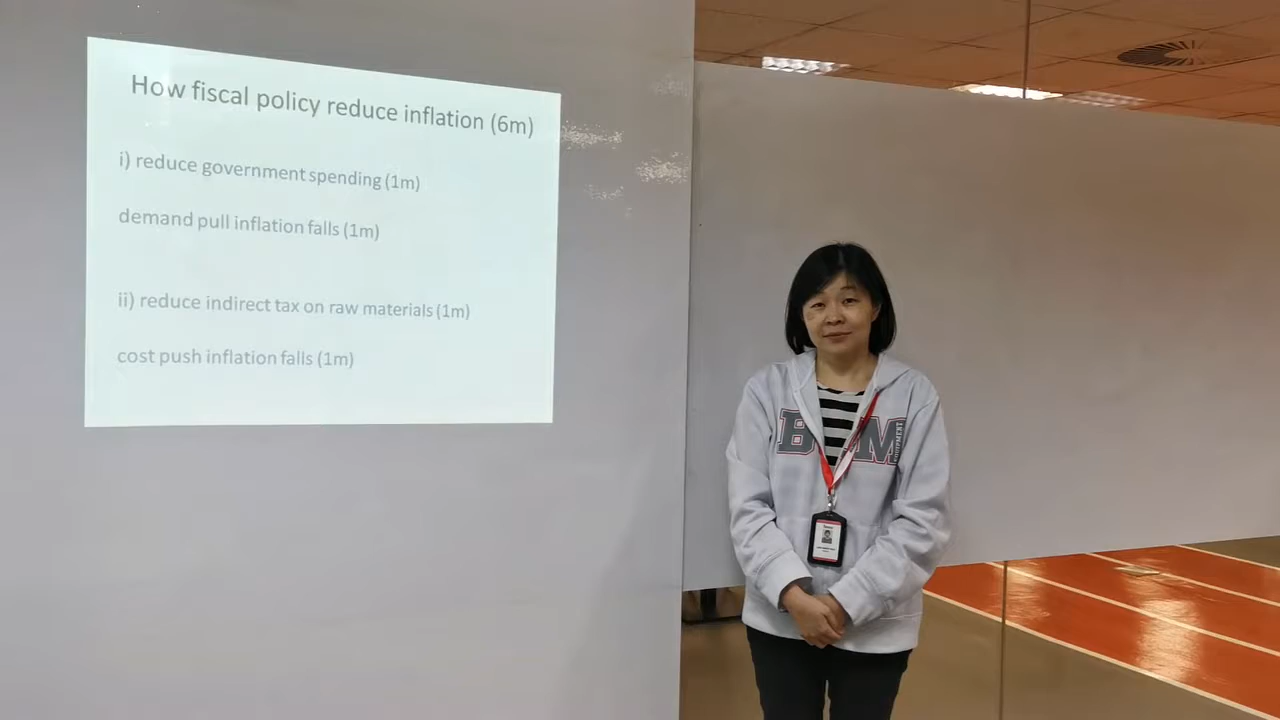 How fiscal policy reduce inflation (6m)
i) reduce government spending (1m)
demand pull inflation falls (1m)
ii) reduce indirect tax on raw materials (1m)
cost push inflation falls (1m)
B M
EQUIPMENT